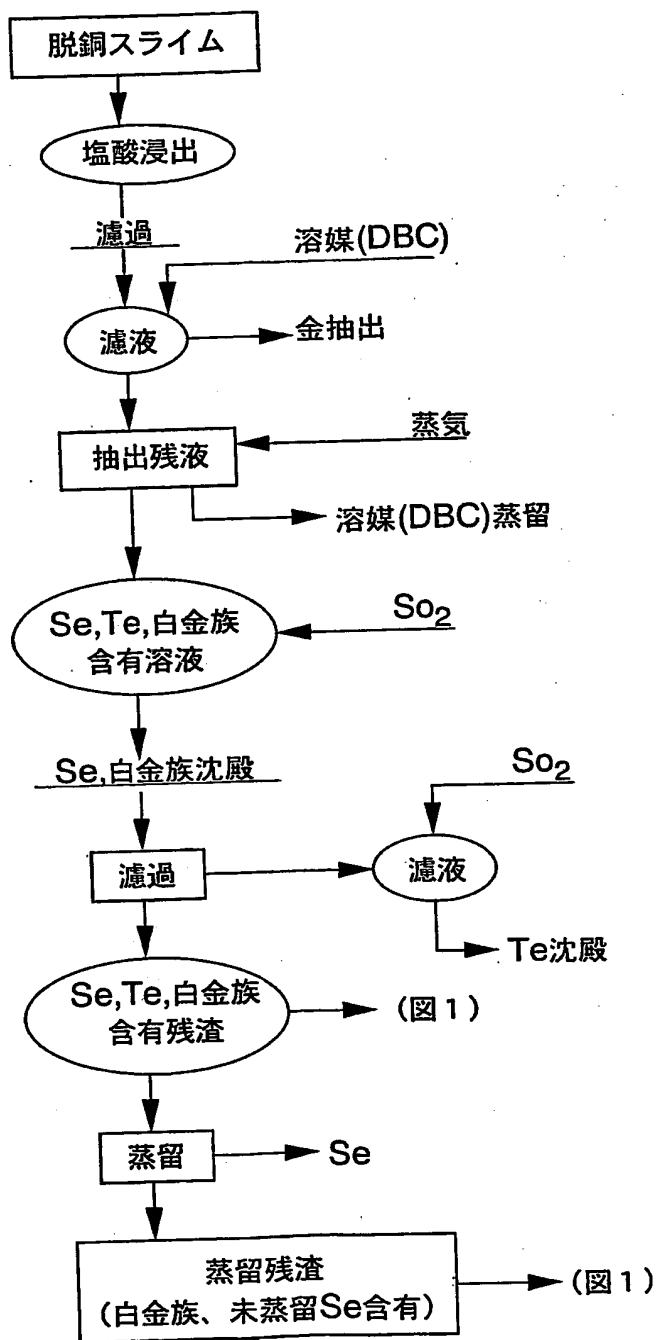 脱銅スライム
塩酸浸出
濾過
溶媒(DBC)
濾液
金抽出
蒸気
抽出残液
溶媒(DBC)蒸留
Se,Te,白金族
含有溶液
So2
Se,白金族沈殿
So2
濾過
濾液
Te沈殿
Se,Te,白金族
含有残渣
(図1)
蒸留
Se
蒸留残渣
(白金族、未蒸留Se含有)
(図1)